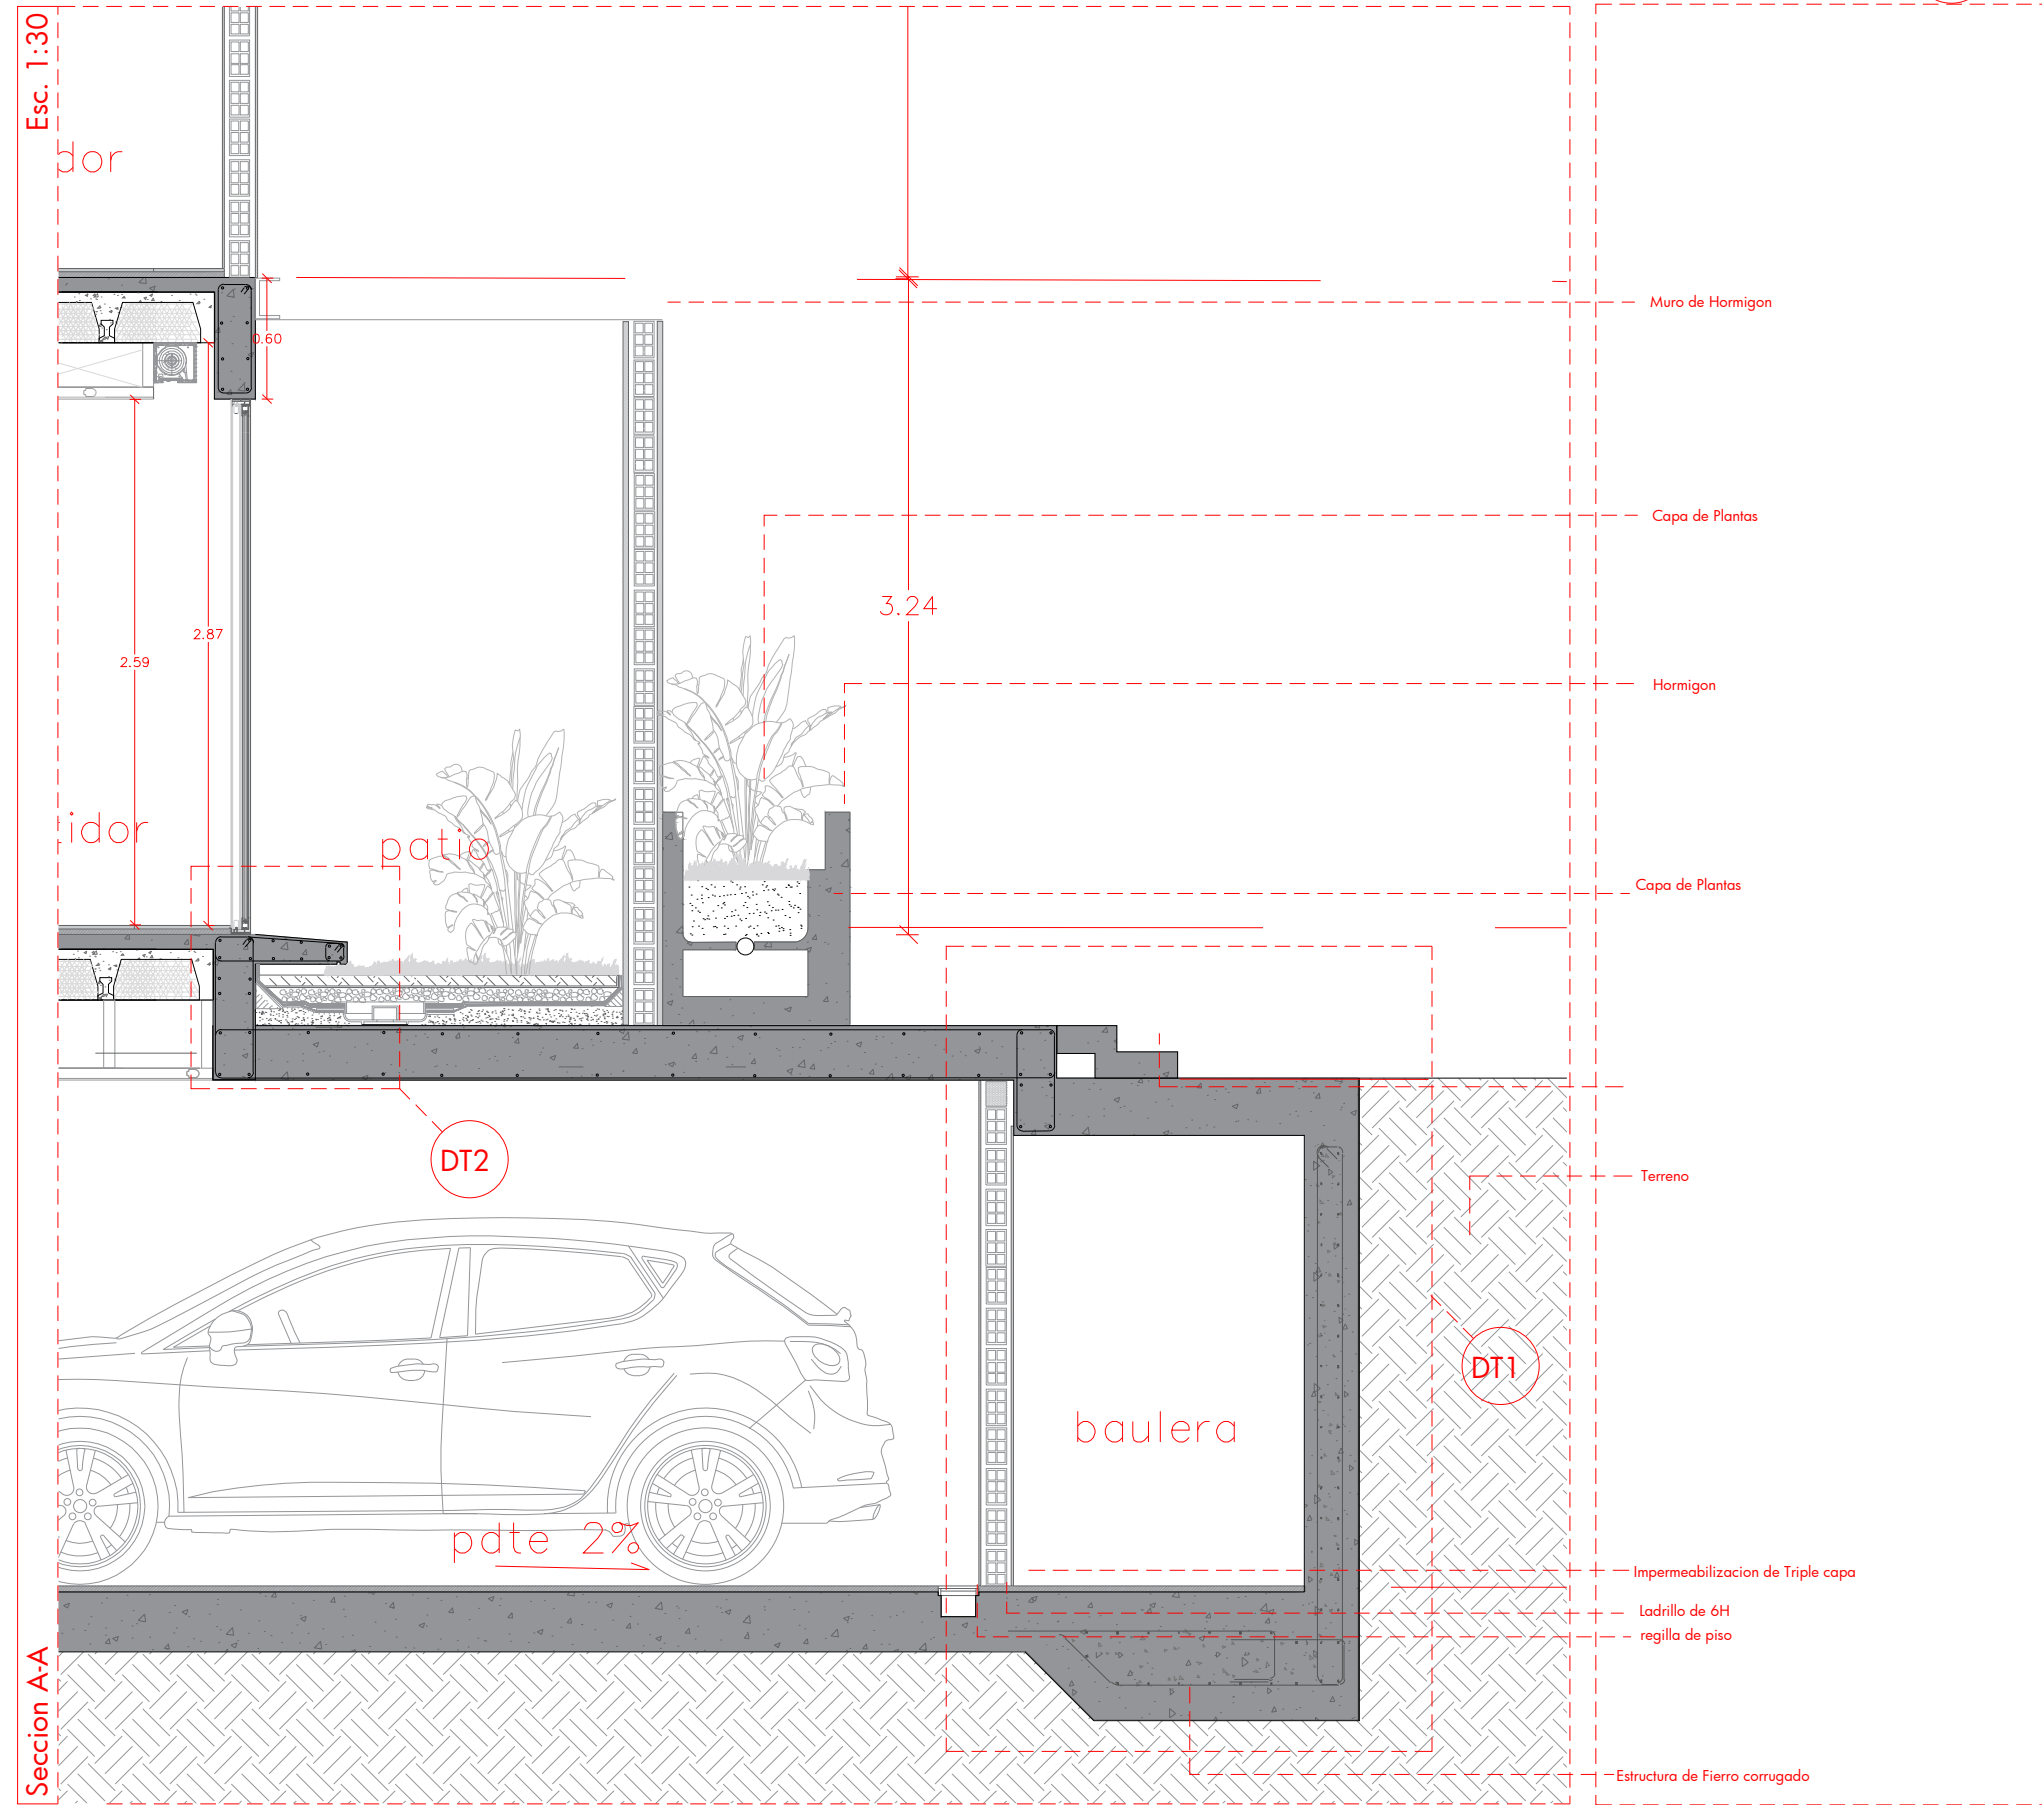 Esc. 1:30
dor
Muro de Hormigon
0.60
Capa de Plantas
3.24
2.87
2.59
Hormigon
idor
patio
Capa de Plantas
DT2
Terreno
DT1
baulera
pdte 2%
Impermeabilizacion de Triple capa
Ladrillo de 6H
regilla de piso
Seccion A-A
Estructura de Fierro corrugado